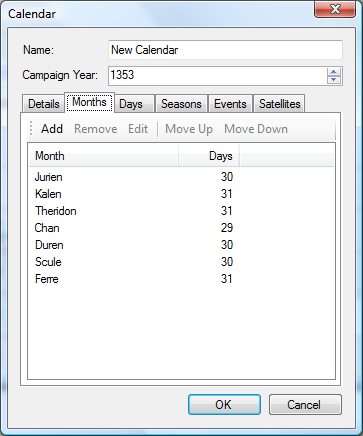 Calendar
Name: New Calendar
Campaign Year: 1353
Details Months Days Seasons Events Satellites
Add Remove Edit Move Up Move Down
Month Days
Jurien 30
Kalen 31
Theridon 31
Chan 29
Duren 30
Scule 30
Ferre 31
OK Cancel